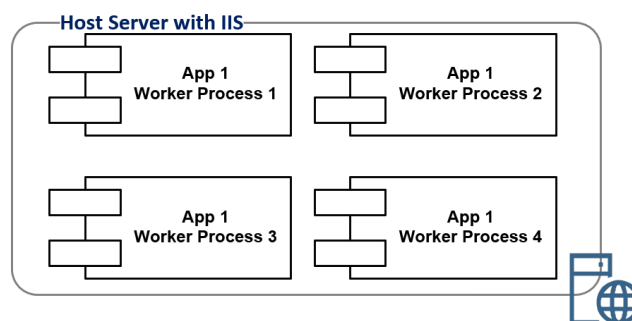 Host Server with IIS
App 1
Worker Process 1
App 1
Worker Process 2
App 1
Worker Process 3
App 1
Worker Process 4